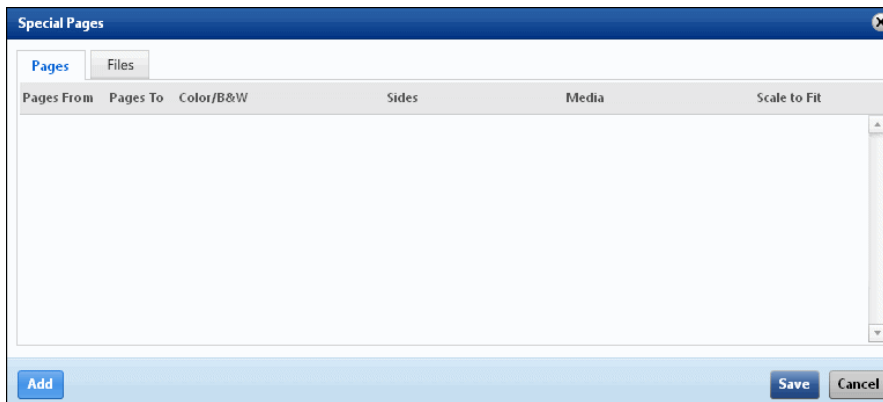 Special Pages
Pages Files
Pages From Pages To Color/B&W Sides Media Scale to Fit
Add Save Cancel